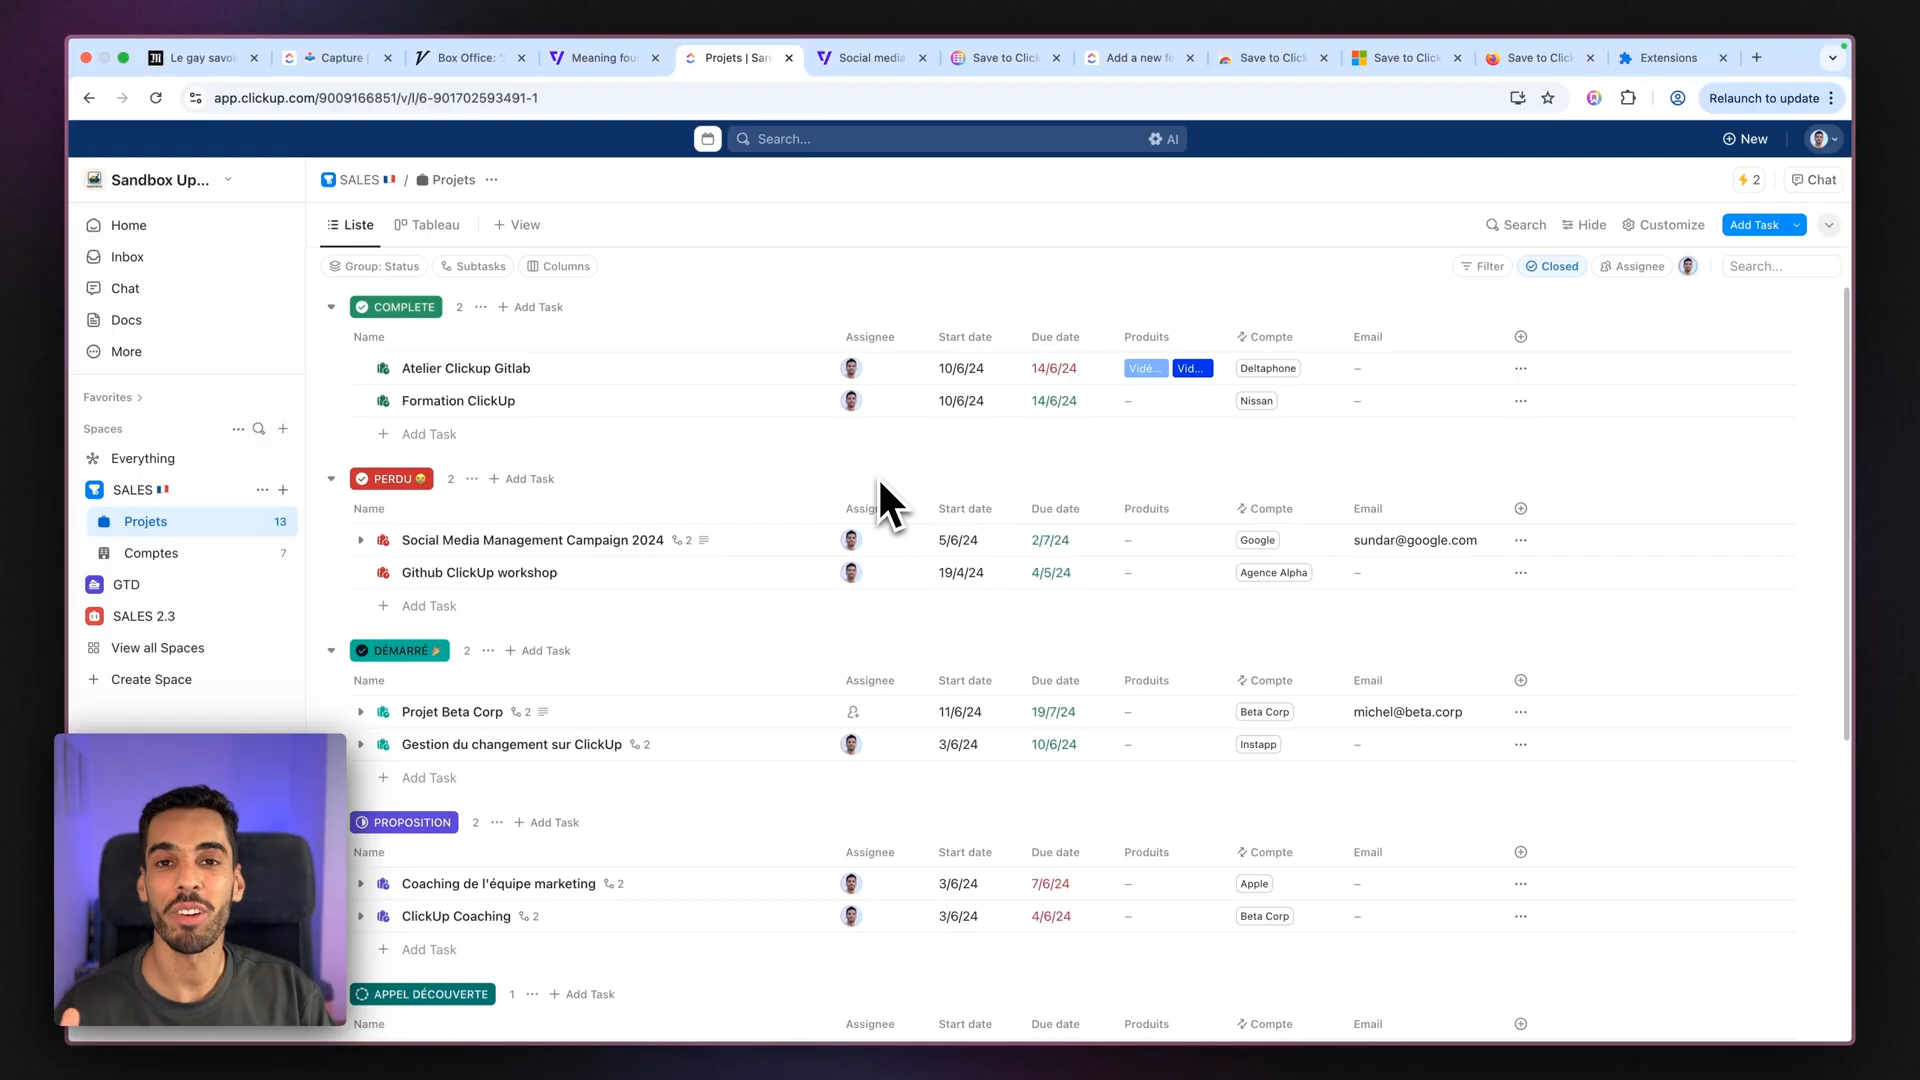 Le gay savoi
Capture |
Box Office: '
Meaning fou
Projets | San
Social media
Save to Click
Add a new fe
Save to Click
Save to Click
Save to Click
Extensions
app.clickup.com/9009166851/v/l/6-901702593491-1
Relaunch to update
Search...
AI
New
Sandbox Up...
SALES / Projets
2
Chat
Home
Inbox
Chat
Docs
More
Favorites
Spaces
Everything
SALES
Projets 13
Comptes 7
GTD
SALES 2.3
View all Spaces
Create Space
Liste
Tableau
+ View
Search
Hide
Customize
Add Task
Group: Status
Subtasks
Columns
Filter
Closed
Assignee
Search...
COMPLETE 2 ... + Add Task
Name Assignee Start date Due date Produits Compte Email
Atelier Clickup Gitlab 10/6/24 14/6/24 Vidé... Vid... Deltaphone –
Formation ClickUp 10/6/24 14/6/24 – Nissan –
+ Add Task
PERDU 2 ... + Add Task
Name Start date Due date Produits Compte Email
Social Media Management Campaign 2024 2 5/6/24 2/7/24 – Google sundar@google.com
Github ClickUp workshop 19/4/24 4/5/24 – Agence Alpha –
+ Add Task
DÉMARRÉ 2 ... + Add Task
Name Assignee Start date Due date Produits Compte Email
Projet Beta Corp 2 11/6/24 19/7/24 – Beta Corp michel@beta.corp
Gestion du changement sur ClickUp 2 3/6/24 10/6/24 – Instapp –
+ Add Task
PROPOSITION 2 ... + Add Task
Name Assignee Start date Due date Produits Compte Email
Coaching de l'équipe marketing 2 3/6/24 7/6/24 – Apple –
ClickUp Coaching 2 3/6/24 4/6/24 – Beta Corp –
+ Add Task
APPEL DÉCOUVERTE 1 ... + Add Task
Name Assignee Start date Due date Produits Compte Email